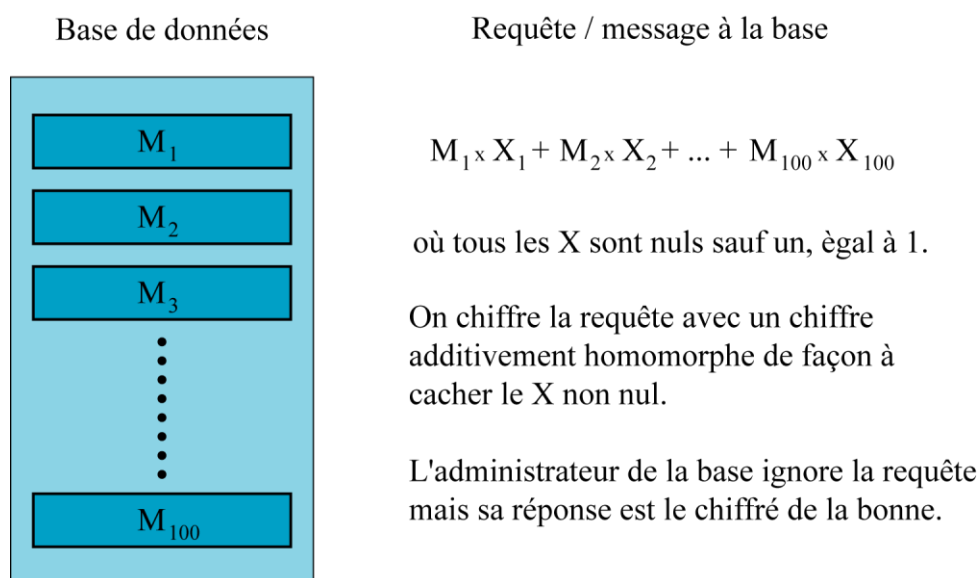 Base de données
M₁
M₂
M₃
M₁₀₀
Requête / message à la base
M₁ x X₁ + M₂ x X₂ + ... + M₁₀₀ x X₁₀₀
où tous les X sont nuls sauf un, ègal à 1.
On chiffre la requête avec un chiffre
additivement homomorphe de façon à
cacher le X non nul.
L'administrateur de la base ignore la requête
mais sa réponse est le chiffré de la bonne.